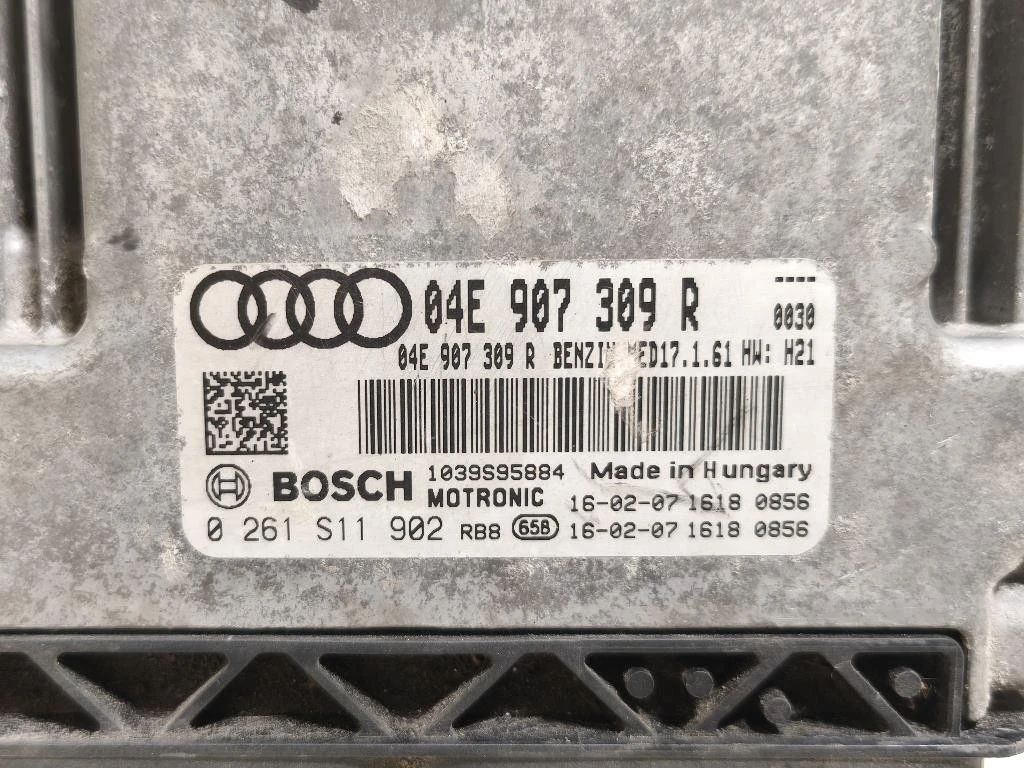 04E 907 309 R ----
0030
04E 907 309 R BENZIN MED17.1.61 HW: H21
BOSCH 1039S95884 Made in Hungary
MOTRONIC 16-02-07 1618 0856
0 261 S11 902 RB8 65B 16-02-07 1618 0856